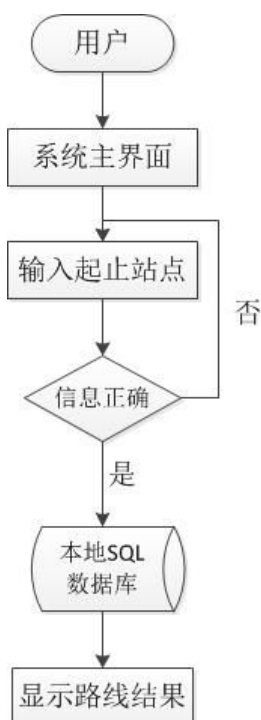 用户
系统主界面
输入起止站点
否
信息正确
是
本地SQL
数据库
显示路线结果